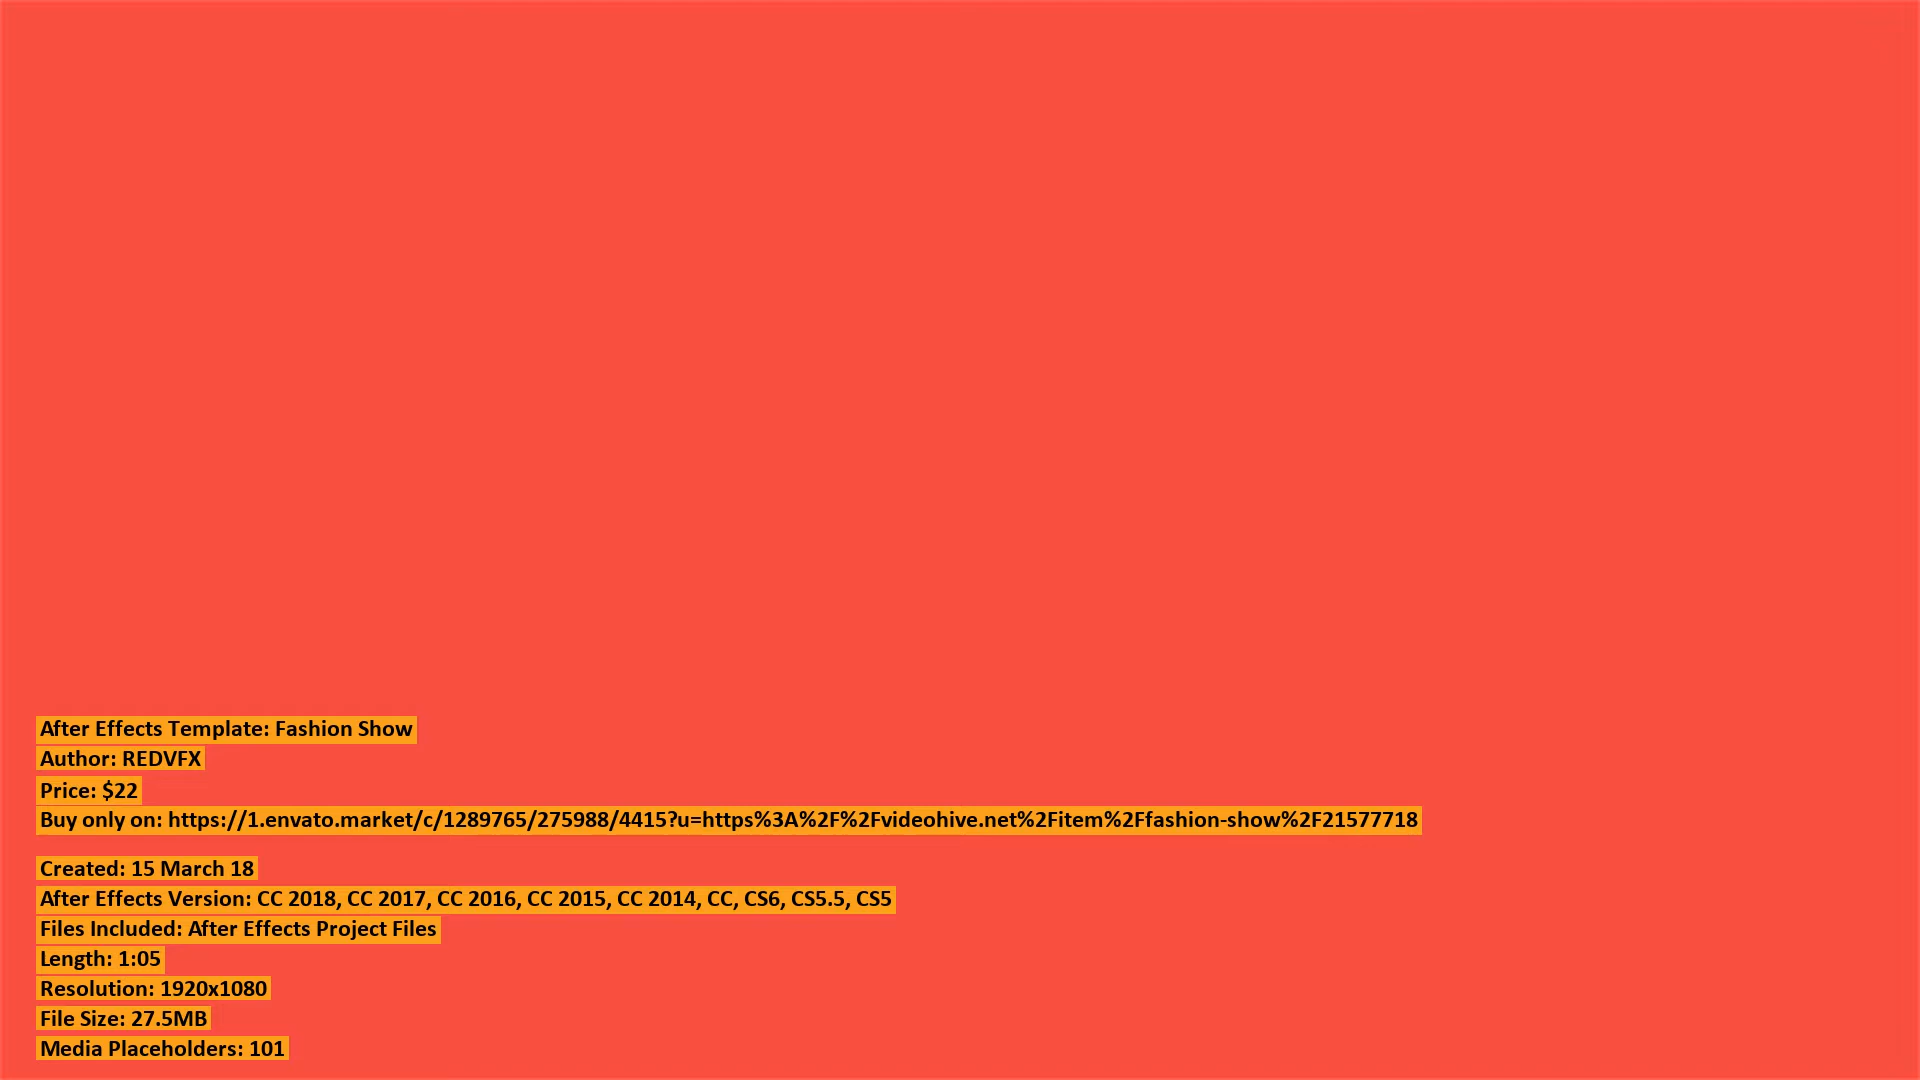 After Effects Template: Fashion Show
Author: REDVFX
Price: $22
Buy only on: https://1.envato.market/c/1289765/275988/4415?u=https%3A%2F%2Fvideohive.net%2Fitem%2Ffashion-show%2F21577718
Created: 15 March 18
After Effects Version: CC 2018, CC 2017, CC 2016, CC 2015, CC 2014, CC, CS6, CS5.5, CS5
Files Included: After Effects Project Files
Length: 1:05
Resolution: 1920x1080
File Size: 27.5MB
Media Placeholders: 101